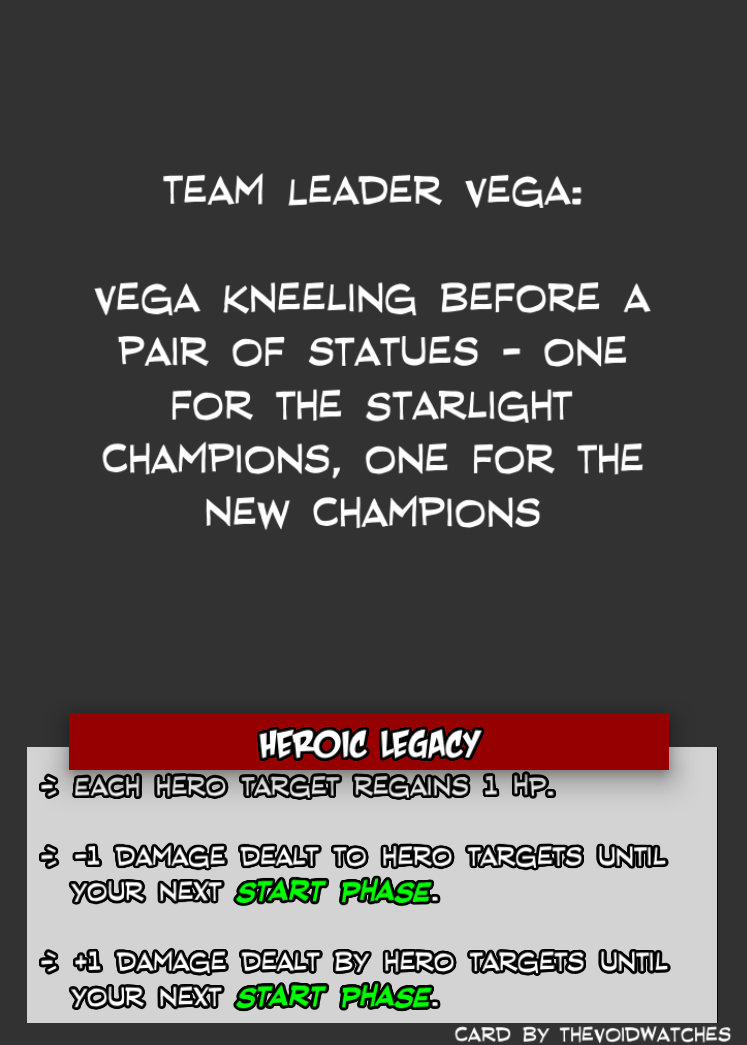 TEAM LEADER VEGA:
VEGA KNEELING BEFORE A
PAIR OF STATUES - ONE
FOR THE STARLIGHT
CHAMPIONS, ONE FOR THE
NEW CHAMPIONS
HEROIC LEGACY
➩ EACH HERO TARGET REGAINS 1 HP.
➩ -1 DAMAGE DEALT TO HERO TARGETS UNTIL
YOUR NEXT START PHASE.
➩ +1 DAMAGE DEALT BY HERO TARGETS UNTIL
YOUR NEXT START PHASE.
CARD BY THEVOIDWATCHES